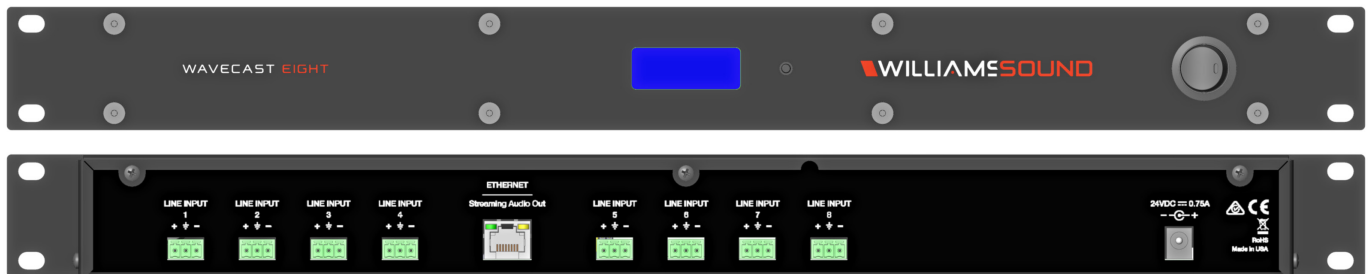 WAVECAST EIGHT
WILLIAMSSOUND
ETHERNET
LINE INPUT LINE INPUT LINE INPUT LINE INPUT Streaming Audio Out LINE INPUT LINE INPUT LINE INPUT LINE INPUT 24VDC ⎓ 0.75A
1 2 3 4 5 6 7 8
+ ⏚ − + ⏚ − + ⏚ − + ⏚ − + ⏚ − + ⏚ − + ⏚ − + ⏚ − − +
CE
RoHS
Made in USA